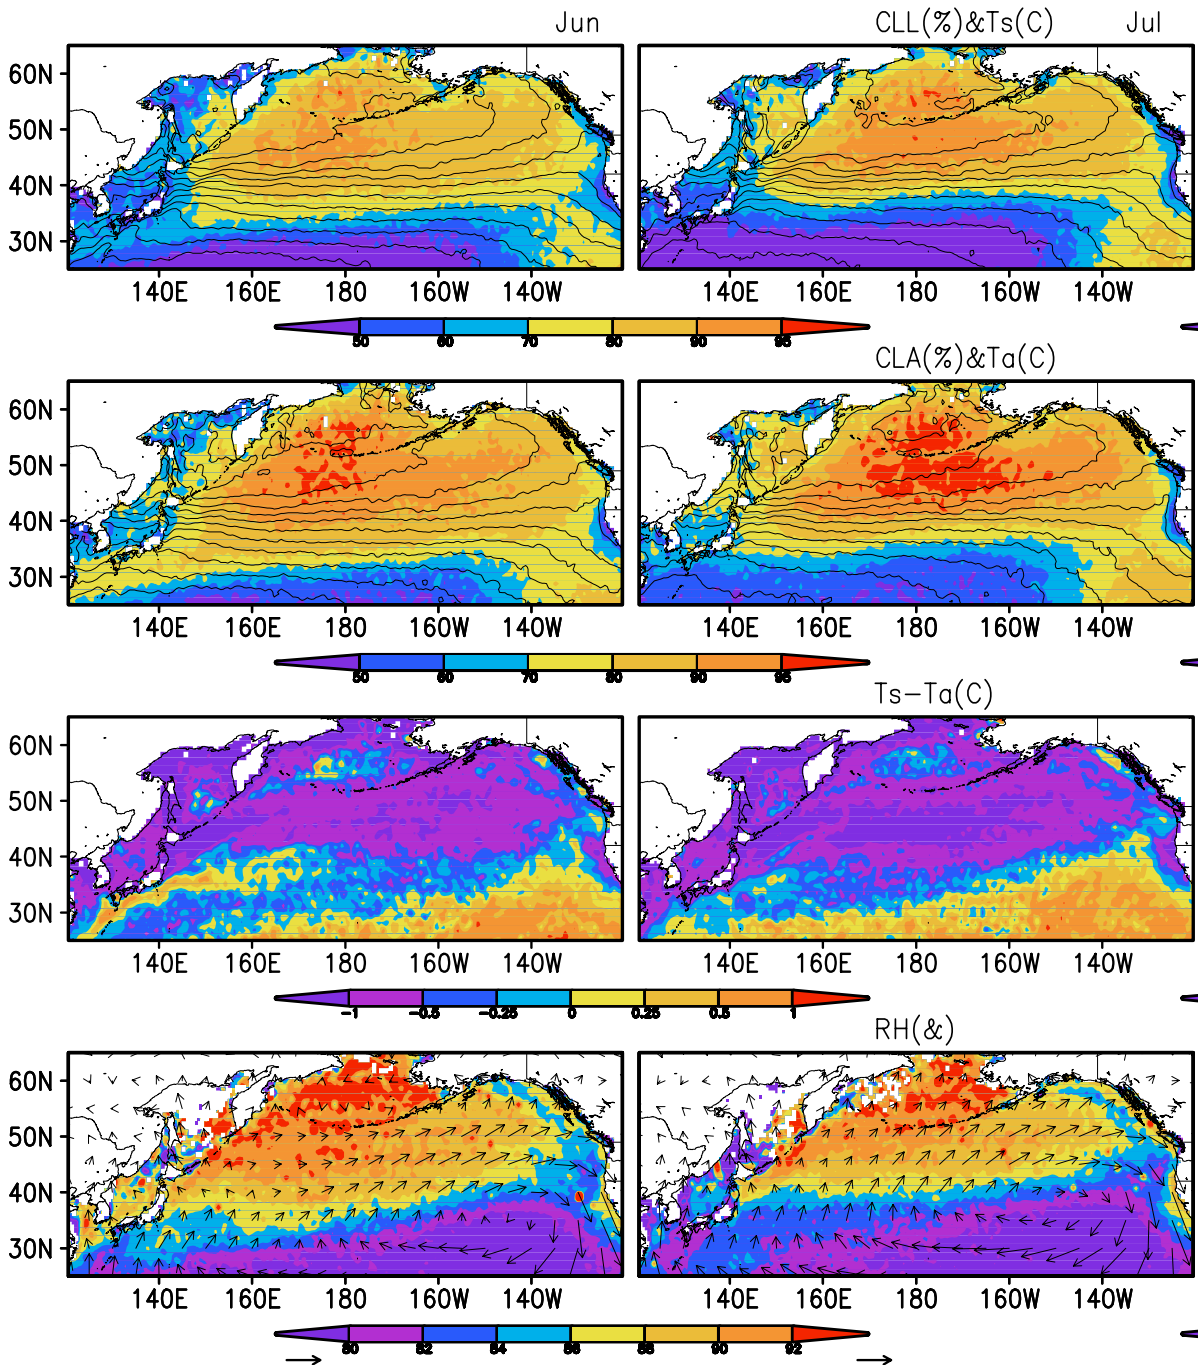 Jun CLL(%)&Ts(C) Jul
60N
50N
40N
30N
140E 160E 180 160W 140W 140E 160E 180 160W 140W
50 60 70 80 90 95
CLA(%)&Ta(C)
60N
50N
40N
30N
140E 160E 180 160W 140W 140E 160E 180 160W 140W
50 60 70 80 90 95
Ts-Ta(C)
60N
50N
40N
30N
140E 160E 180 160W 140W 140E 160E 180 160W 140W
-1 -0.5 -0.25 0 0.25 0.5 1
RH(&)
60N
50N
40N
30N
140E 160E 180 160W 140W 140E 160E 180 160W 140W
80 82 84 86 88 90 92